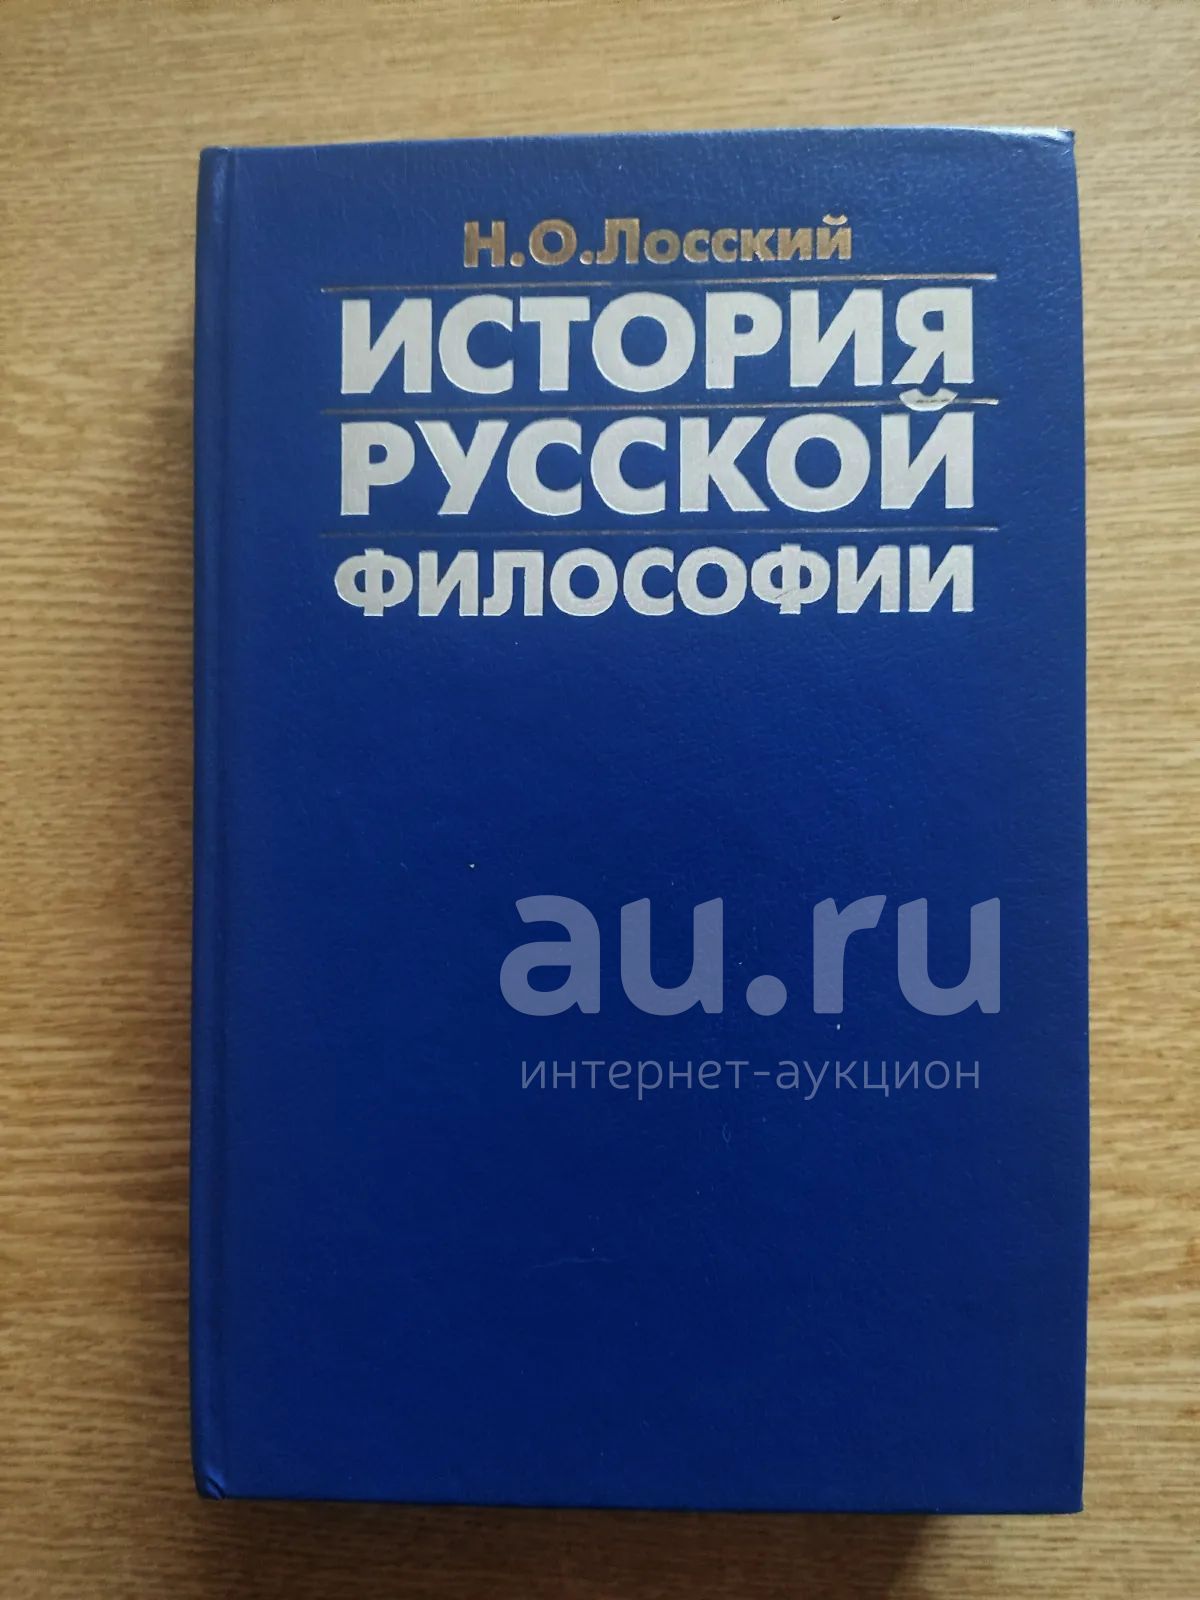 Н.О.Лосский
ИСТОРИЯ
РУССКОЙ
ФИЛОСОФИИ
au.ru
интернет-аукцион